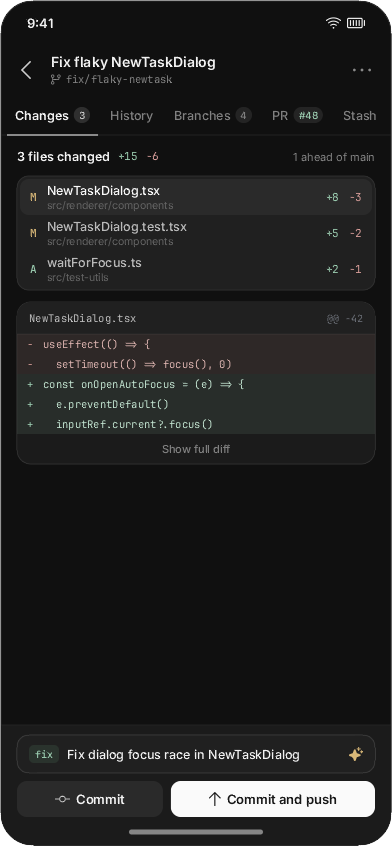 9:41
Fix flaky NewTaskDialog
fix/flaky-newtask
Changes 3 History Branches 4 PR #48 Stash
3 files changed +15 -6 1 ahead of main
M NewTaskDialog.tsx +8 -3
src/renderer/components
M NewTaskDialog.test.tsx +5 -2
src/renderer/components
A waitForFocus.ts +2 -1
src/test-utils
NewTaskDialog.tsx @@ -42
- useEffect(() => {
- setTimeout(() => focus(), 0)
+ const onOpenAutoFocus = (e) => {
+ e.preventDefault()
+ inputRef.current?.focus()
Show full diff
fix Fix dialog focus race in NewTaskDialog
Commit
Commit and push